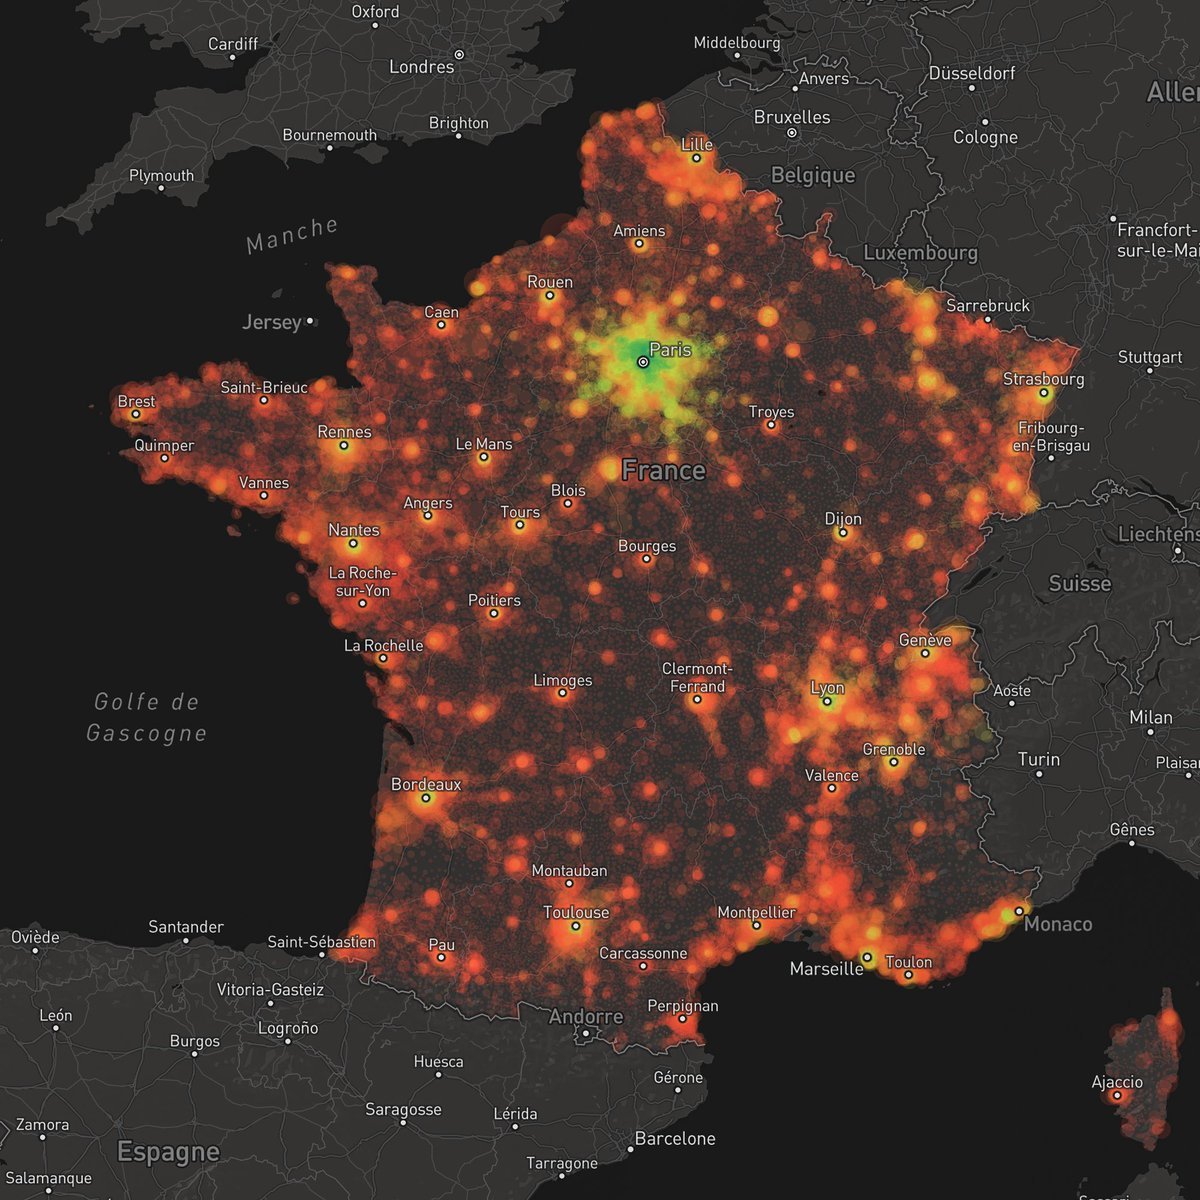 Oxford
Cardiff
Londres
Middelbourg
Anvers
Düsseldorf
Bruxelles
Cologne
Brighton
Bournemouth
Plymouth
Lille
Belgique
Manche
Amiens
Luxembourg
Francfort-
sur-le-Mai
Rouen
Caen
Jersey
Sarrebruck
Paris
Stuttgart
Saint-Brieuc
Strasbourg
Brest
Troyes
Fribourg-
en-Brisgau
Quimper
Rennes
Le Mans
France
Vannes
Angers
Blois
Tours
Nantes
Dijon
Liechtens
Bourges
La Roche-
sur-Yon
Suisse
Poitiers
La Rochelle
Genève
Limoges
Clermont-
Ferrand
Lyon
Aoste
Golfe de
Gascogne
Milan
Grenoble
Turin
Plaisan
Valence
Bordeaux
Gênes
Montauban
Toulouse
Montpellier
Monaco
Santander
Oviède
Saint-Sébastien
Pau
Carcassonne
Marseille
Toulon
Vitoria-Gasteiz
Perpignan
León
Logroño
Andorre
Burgos
Huesca
Gérone
Ajaccio
Saragosse
Lérida
Zamora
Barcelone
Espagne
Tarragone
Salamanque